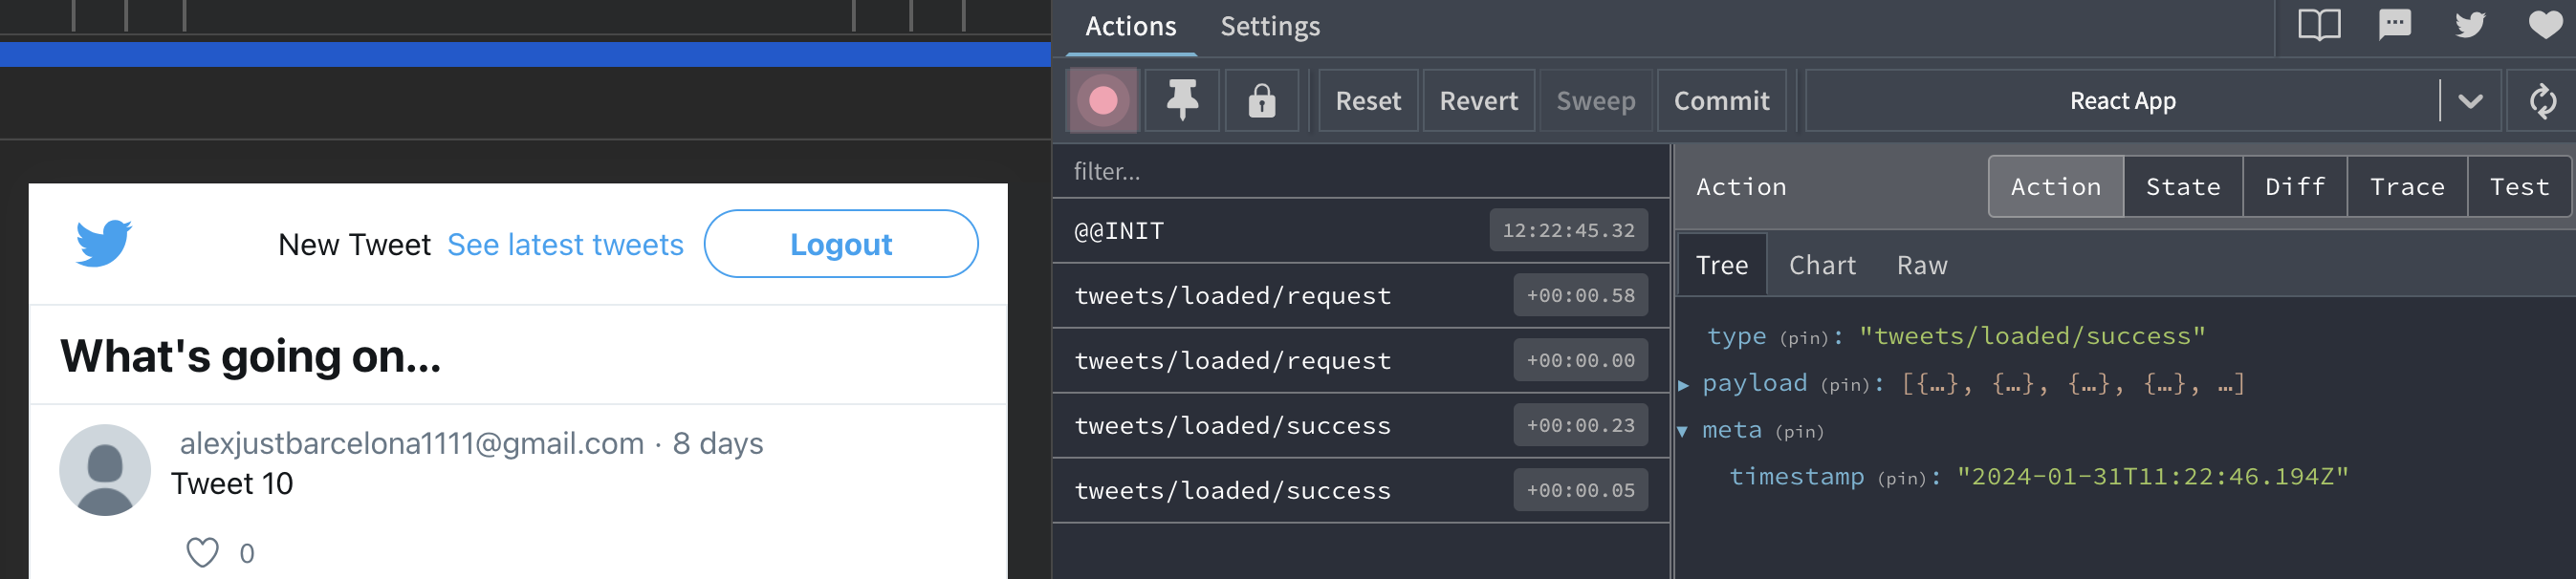 New Tweet See latest tweets Logout
What's going on...
alexjustbarcelona1111@gmail.com · 8 days
Tweet 10
0
Actions Settings
Reset Revert Sweep Commit React App
filter...
@@INIT 12:22:45.32
tweets/loaded/request +00:00.58
tweets/loaded/request +00:00.00
tweets/loaded/success +00:00.23
tweets/loaded/success +00:00.05
Action Action State Diff Trace Test
Tree Chart Raw
type (pin): "tweets/loaded/success"
payload (pin): [{…}, {…}, {…}, {…}, …]
meta (pin)
timestamp (pin): "2024-01-31T11:22:46.194Z"